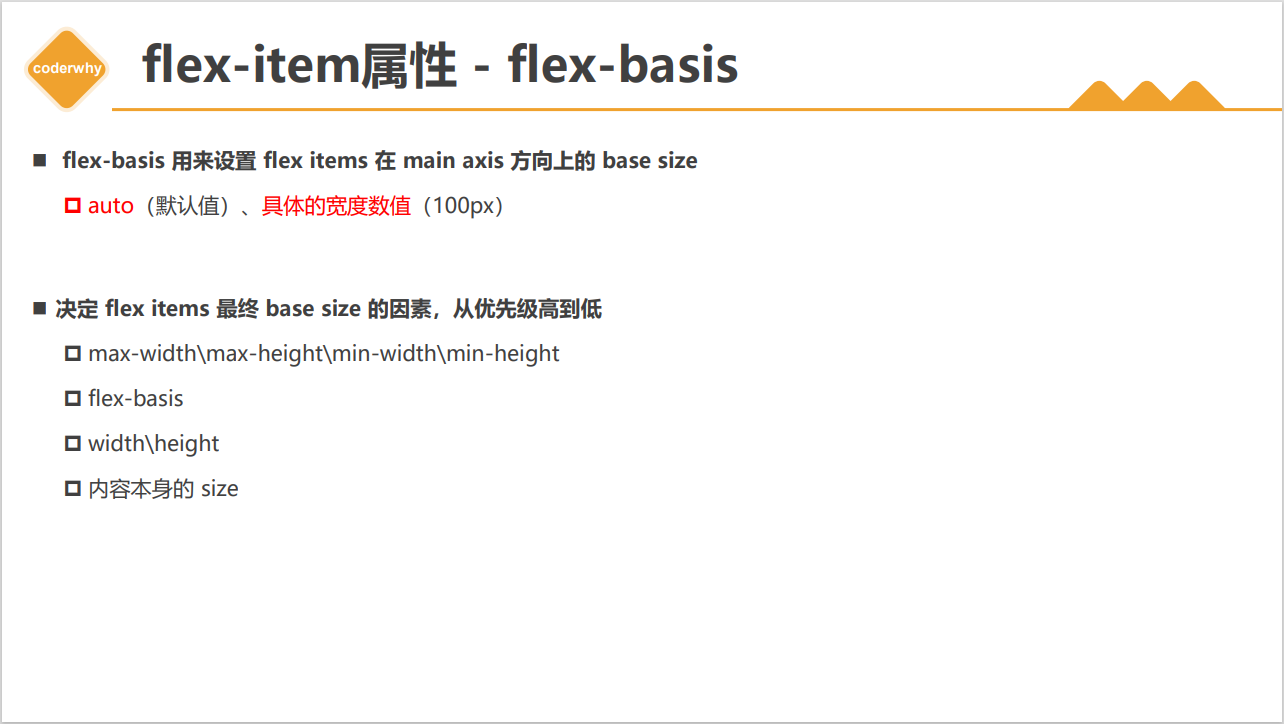 coderwhy
flex-item属性 - flex-basis
flex-basis 用来设置 flex items 在 main axis 方向上的 base size
auto（默认值）、具体的宽度数值（100px）
决定 flex items 最终 base size 的因素，从优先级高到低
max-width\max-height\min-width\min-height
flex-basis
width\height
内容本身的 size